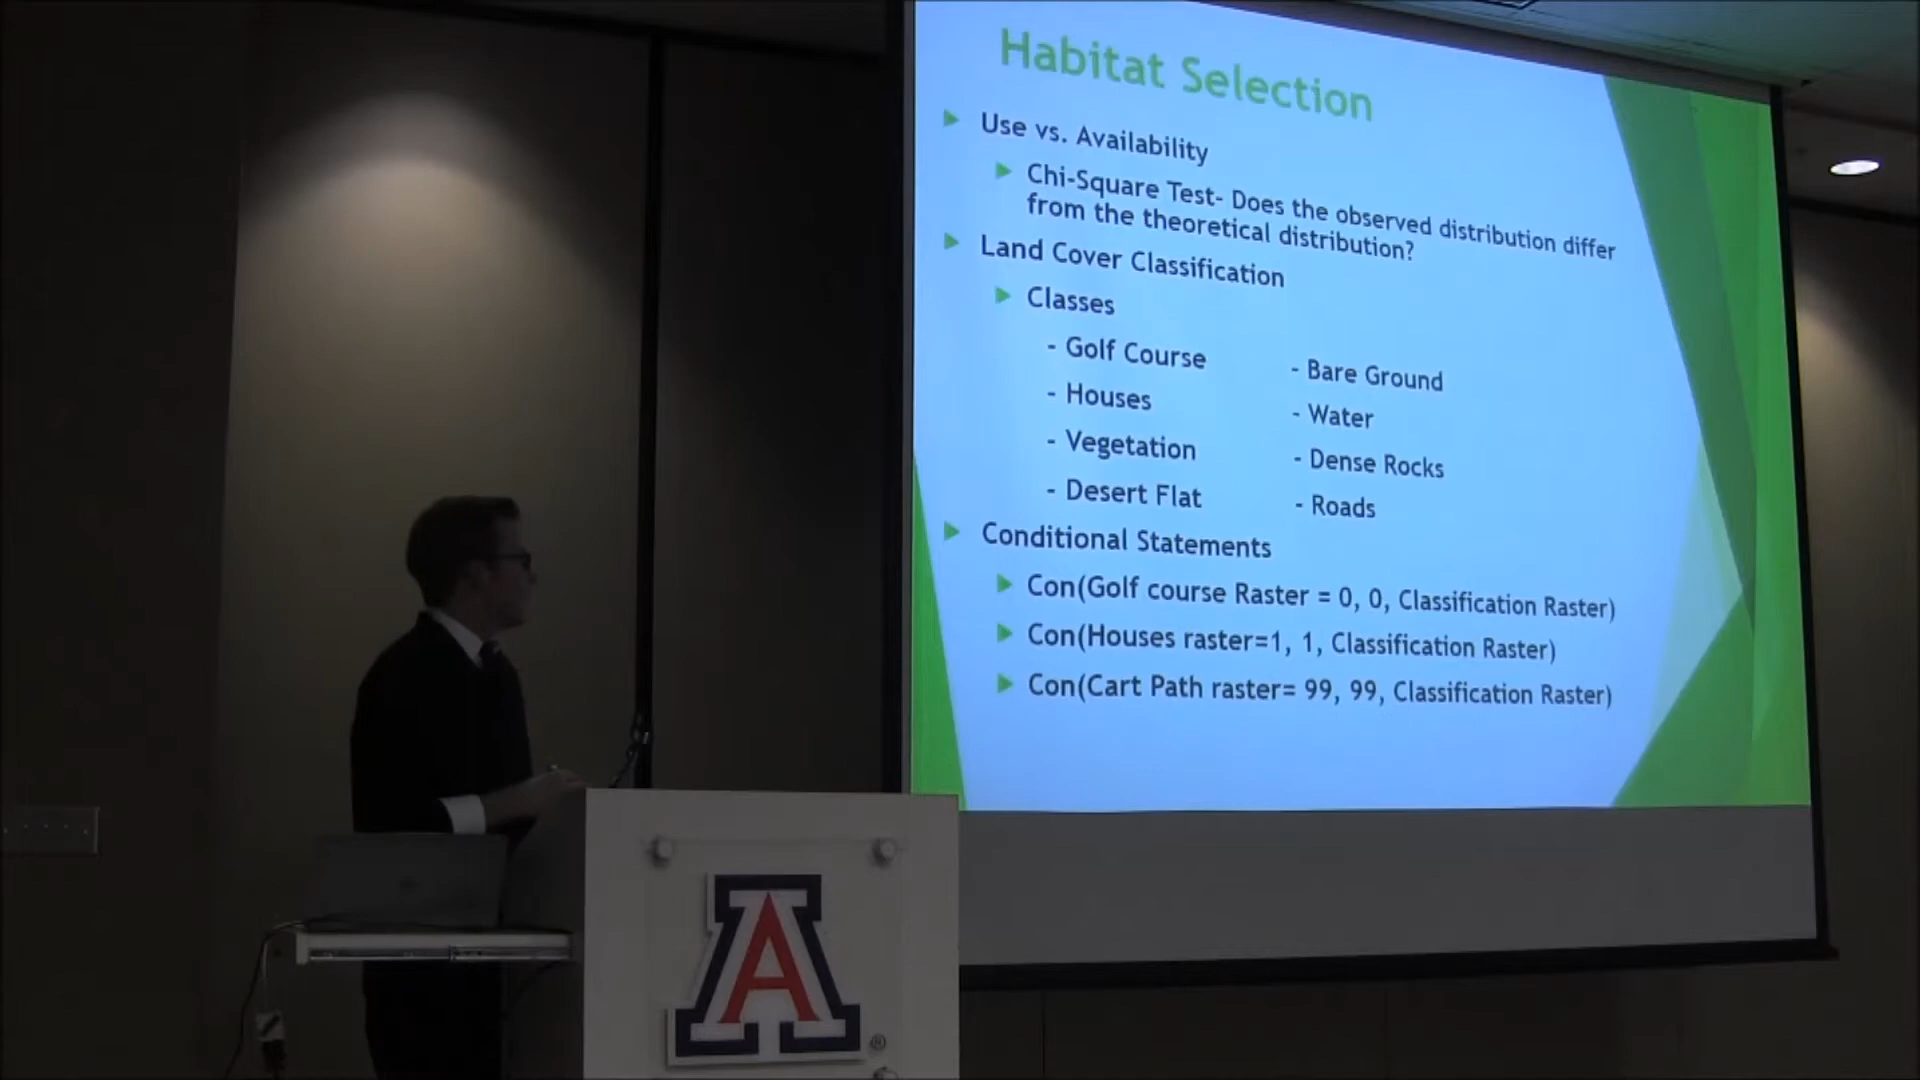 Habitat Selection
Use vs. Availability
Chi-Square Test- Does the observed distribution differ
from the theoretical distribution?
Land Cover Classification
Classes
- Golf Course
- Houses
- Vegetation
- Desert Flat
- Bare Ground
- Water
- Dense Rocks
- Roads
Conditional Statements
Con(Golf course Raster = 0, 0, Classification Raster)
Con(Houses raster=1, 1, Classification Raster)
Con(Cart Path raster= 99, 99, Classification Raster)
A
®